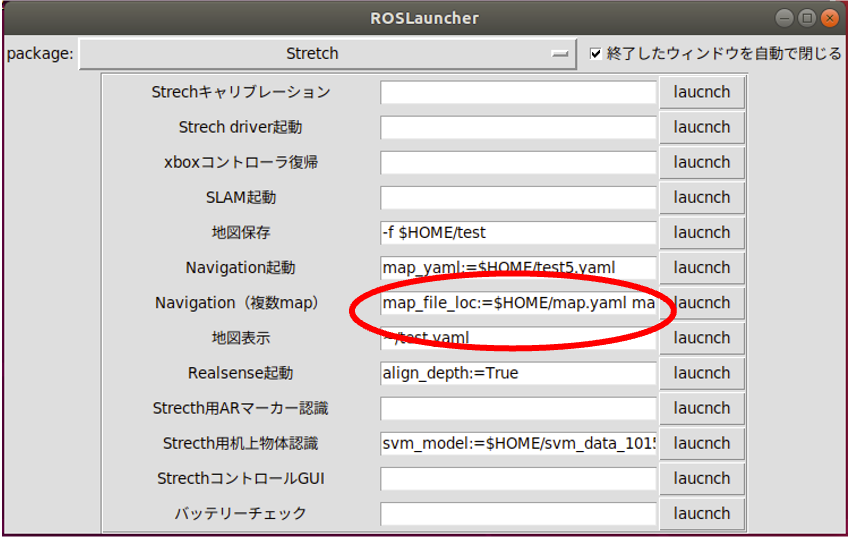 ROSLauncher
package: Stretch 終了したウィンドウを自動で閉じる
Strechキャリブレーション laucnch
Strech driver起動 laucnch
xboxコントローラ復帰 laucnch
SLAM起動 laucnch
地図保存 -f $HOME/test laucnch
Navigation起動 map_yaml:=$HOME/test5.yaml laucnch
Navigation（複数map） map_file_loc:=$HOME/map.yaml ma laucnch
地図表示 ~/test.yaml laucnch
Realsense起動 align_depth:=True laucnch
Strecth用ARマーカー認識 laucnch
Strecth用机上物体認識 svm_model:=$HOME/svm_data_1015 laucnch
StrecthコントロールGUI laucnch
バッテリーチェック laucnch